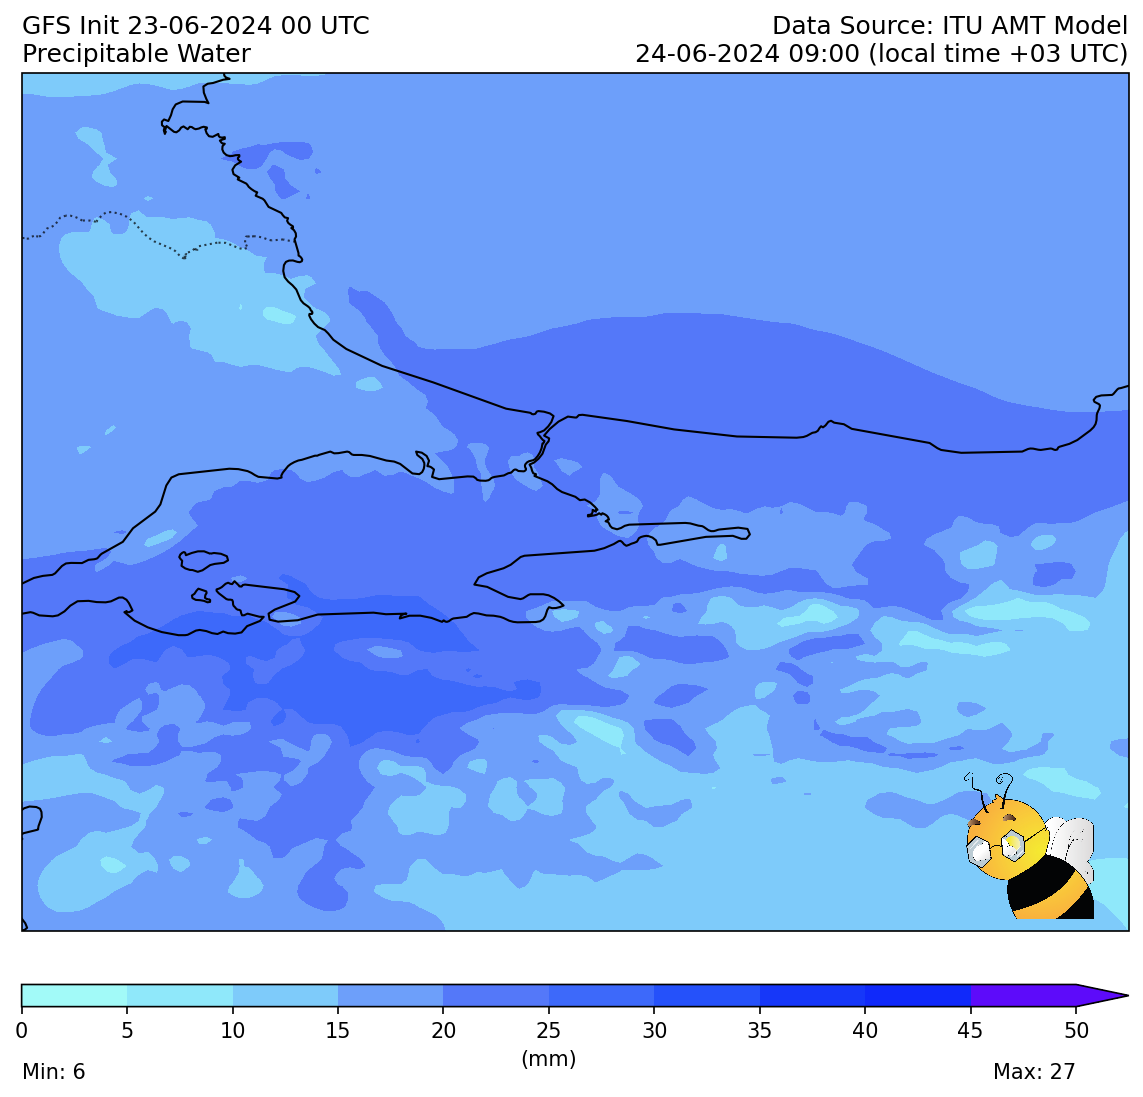 GFS Init 23-06-2024 00 UTC
Data Source: ITU AMT Model
Precipitable Water
24-06-2024 09:00 (local time +03 UTC)
0 5 10 15 20 25 30 35 40 45 50
(mm)
Min: 6
Max: 27